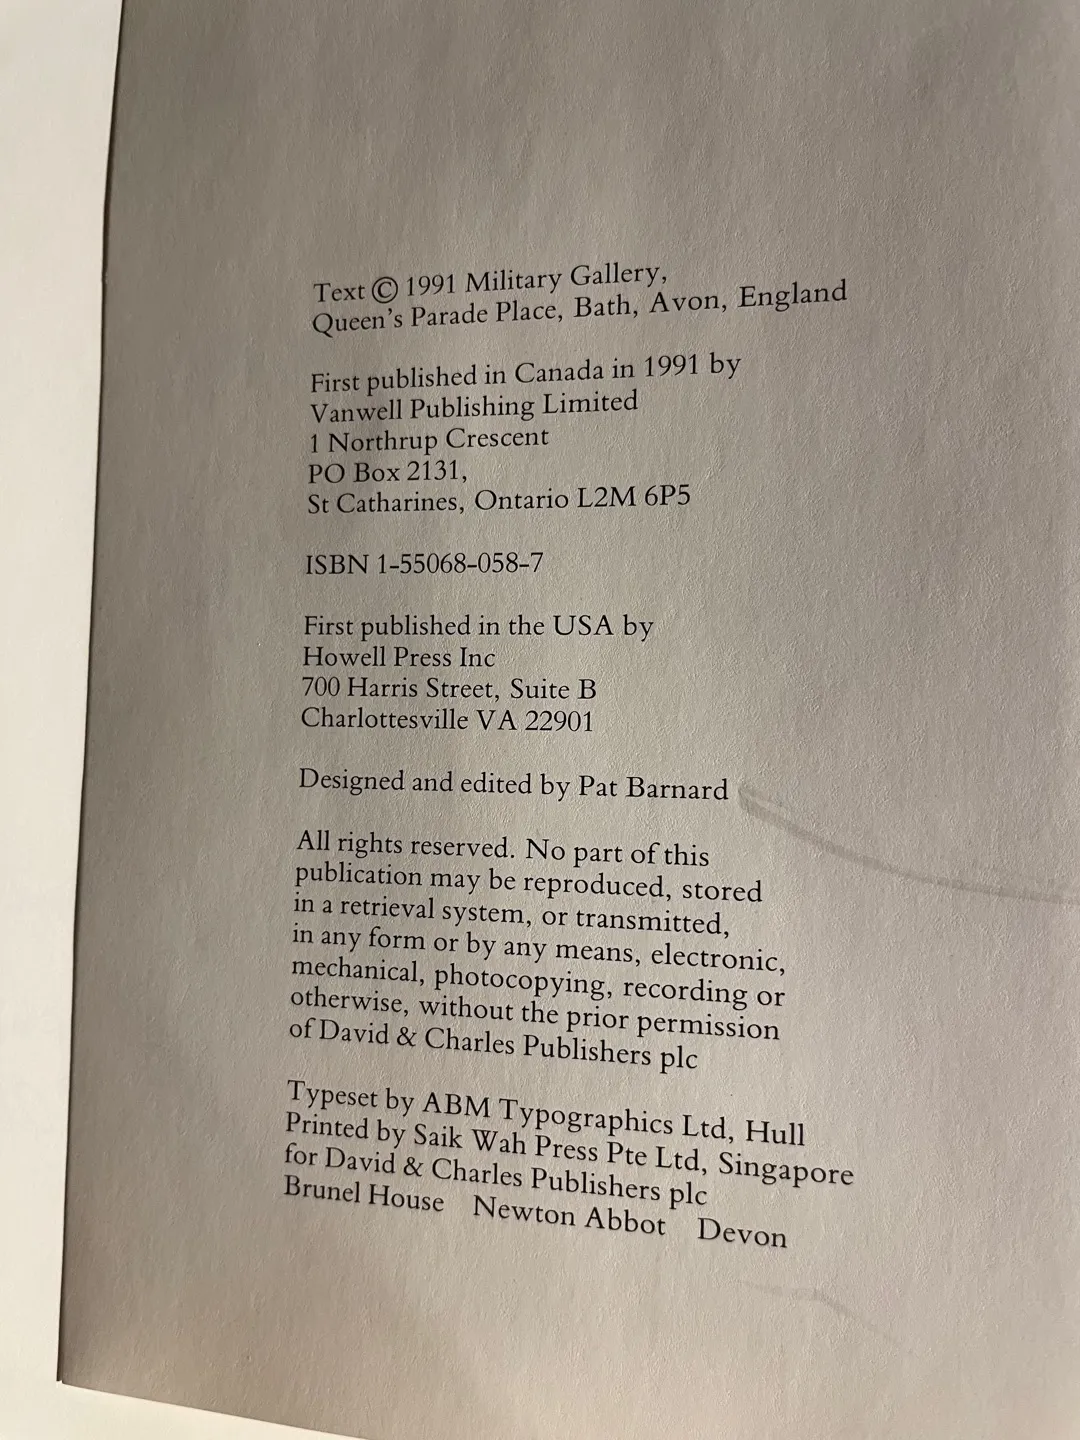 Text © 1991 Military Gallery,
Queen's Parade Place, Bath, Avon, England
First published in Canada in 1991 by
Vanwell Publishing Limited
1 Northrup Crescent
PO Box 2131,
St Catharines, Ontario L2M 6P5
ISBN 1-55068-058-7
First published in the USA by
Howell Press Inc
700 Harris Street, Suite B
Charlottesville VA 22901
Designed and edited by Pat Barnard
All rights reserved. No part of this
publication may be reproduced, stored
in a retrieval system, or transmitted,
in any form or by any means, electronic,
mechanical, photocopying, recording or
otherwise, without the prior permission
of David & Charles Publishers plc
Typeset by ABM Typographics Ltd, Hull
Printed by Saik Wah Press Pte Ltd, Singapore
for David & Charles Publishers plc
Brunel House Newton Abbot Devon